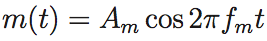 m(t) = A_m cos 2πf_m t